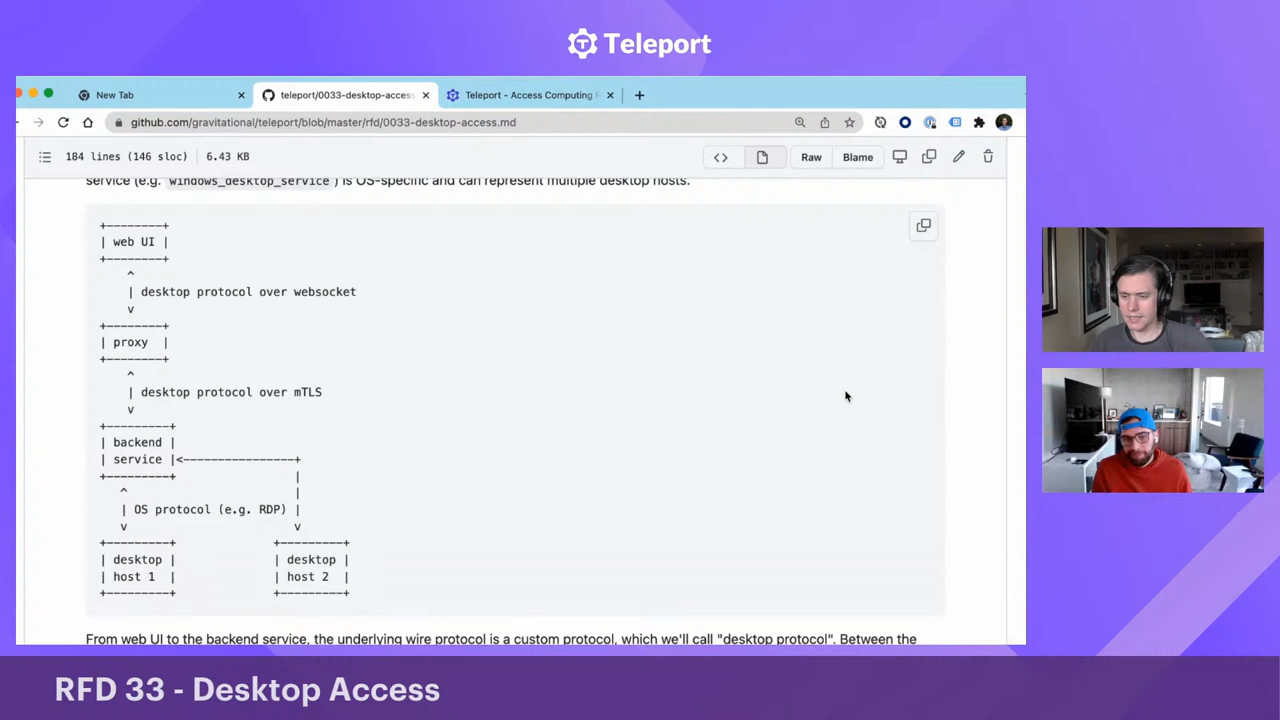 Teleport
New Tab
teleport/0033-desktop-access
Teleport - Access Computing
github.com/gravitational/teleport/blob/master/rfd/0033-desktop-access.md
184 lines (146 sloc) 6.43 KB
Raw
Blame
service (e.g. windows_desktop_service) is OS-specific and can represent multiple desktop hosts.
+--------+
| web UI |
+--------+
^
| desktop protocol over websocket
v
+--------+
| proxy |
+--------+
^
| desktop protocol over mTLS
v
+---------+
| backend |
| service |<----------------+
+---------+ |
^ |
| OS protocol (e.g. RDP) |
v v
+---------+ +---------+
| desktop | | desktop |
| host 1 | | host 2 |
+---------+ +---------+
From web UI to the backend service, the underlying wire protocol is a custom protocol, which we'll call "desktop protocol". Between the
RFD 33 - Desktop Access